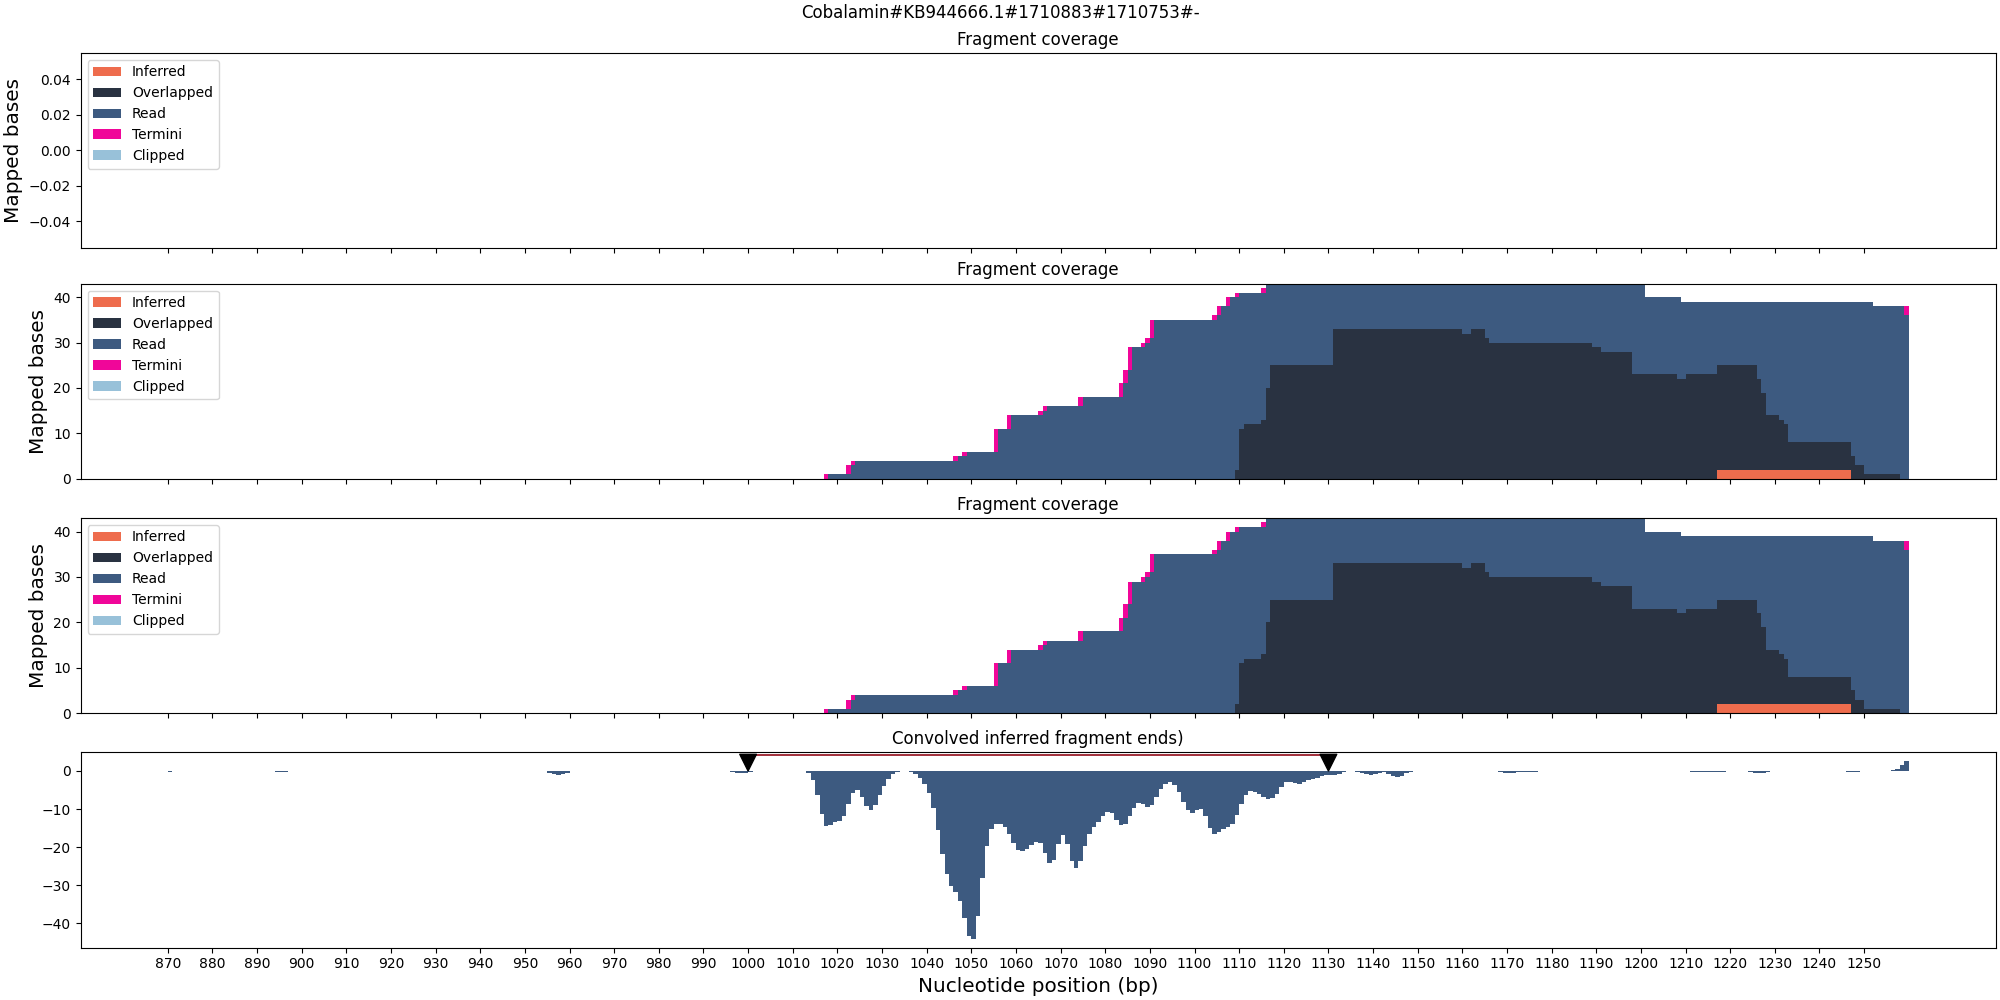 Cobalamin#KB944666.1#1710883#1710753#-
Fragment coverage
Mapped bases
0.04
0.02
0.00
−0.02
−0.04
Inferred
Overlapped
Read
Termini
Clipped
Fragment coverage
Mapped bases
40
30
20
10
0
Inferred
Overlapped
Read
Termini
Clipped
Fragment coverage
Mapped bases
40
30
20
10
0
Inferred
Overlapped
Read
Termini
Clipped
Convolved inferred fragment ends)
0
−10
−20
−30
−40
870 880 890 900 910 920 930 940 950 960 970 980 990 1000 1010 1020 1030 1040 1050 1060 1070 1080 1090 1100 1110 1120 1130 1140 1150 1160 1170 1180 1190 1200 1210 1220 1230 1240 1250
Nucleotide position (bp)